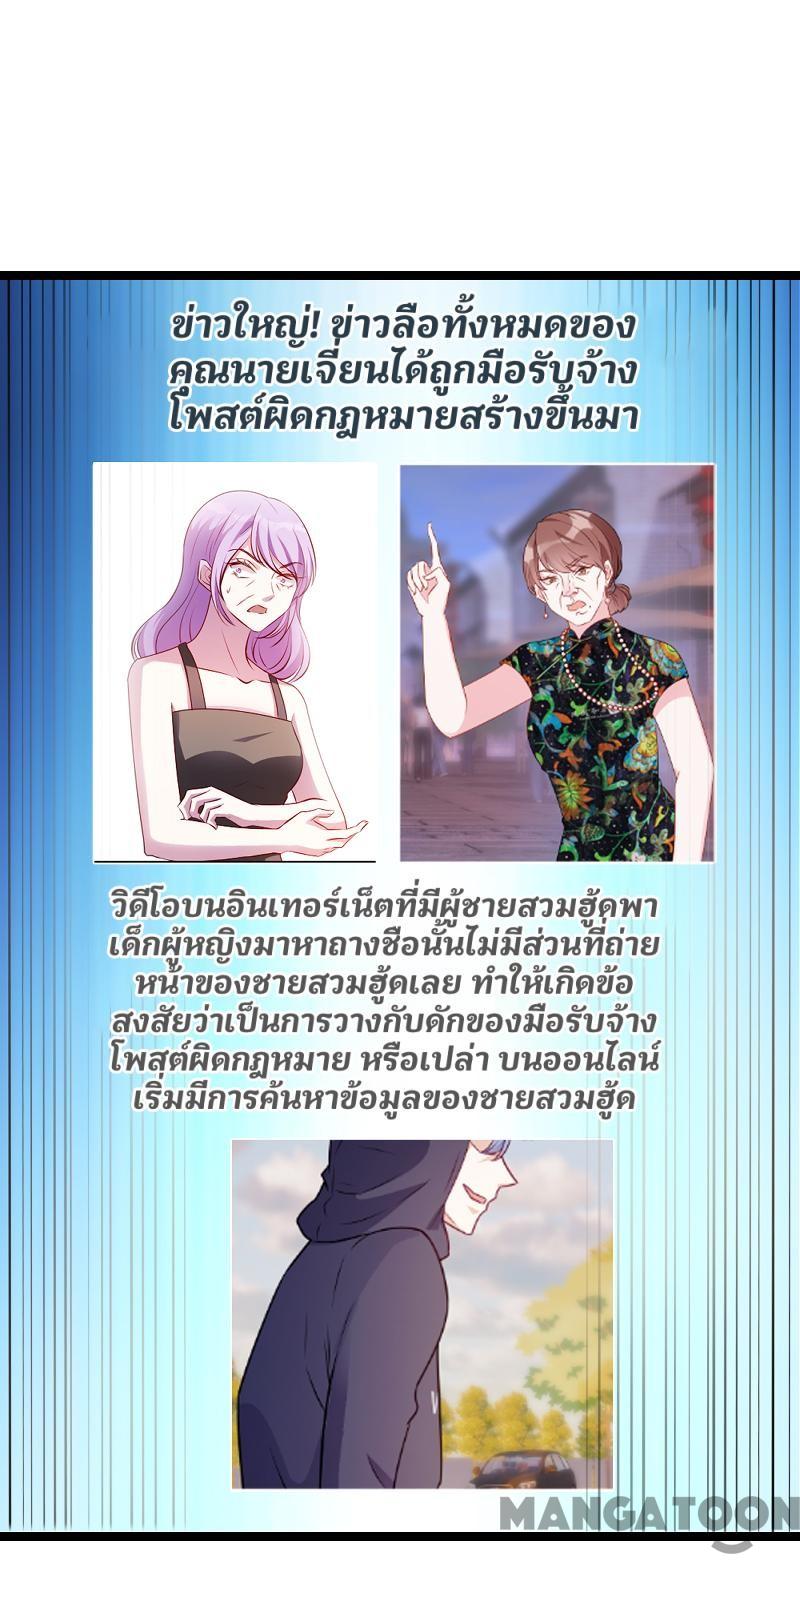 ข่าวใหญ่! ข่าวลือทั้งหมดของ
คุณนายเจี่ยนได้ถูกมือรับจ้าง
โพสต์ผิดกฎหมายสร้างขึ้นมา
วิดีโอบนอินเทอร์เน็ตที่มีผู้ชายสวมฮู้ดพา
เด็กผู้หญิงมาหาถางซือนั้นไม่มีส่วนที่ถ่าย
หน้าของชายสวมฮู้ดเลย ทำให้เกิดข้อ
สงสัยว่าเป็นการวางกับดักของมือรับจ้าง
โพสต์ผิดกฎหมาย หรือเปล่า บนออนไลน์
เริ่มมีการค้นหาข้อมูลของชายสวมฮู้ด
MANGATOON